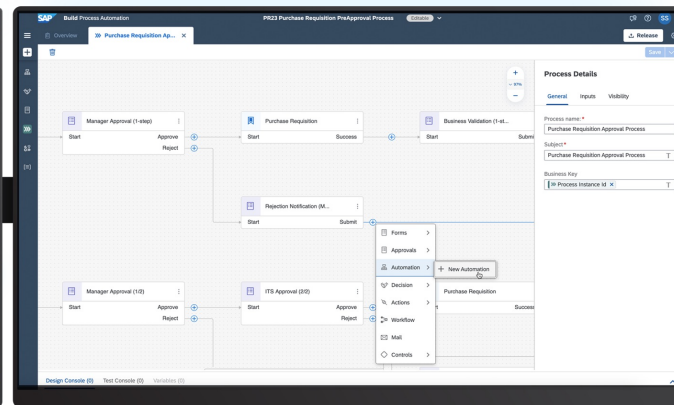 SAP Build Process Automation
PR23 Purchase Requisition PreApproval Process Editable
SS
Overview
Purchase Requisition Ap... ×
Release
Save
97%
Process Details
General Inputs Visibility
Process name: *
Purchase Requisition Approval Process
Subject *
Purchase Requisition Approval Process T
Business Key
Process Instance Id × T
Manager Approval (1-step)
Start Approve
Reject
Purchase Requisition
Start Success
Business Validation (1-st...
Start Submi
Rejection Notification (M...
Start Submit
Forms
Approvals
Automation
+ New Automation
Decision
Actions
Workflow
Mail
Controls
Manager Approval (1/2)
Start Approve
Reject
ITS Approval (2/2)
Start Approve
Reject
Purchase Requisition
Success
Design Console (0) Test Console (0) Variables (0)